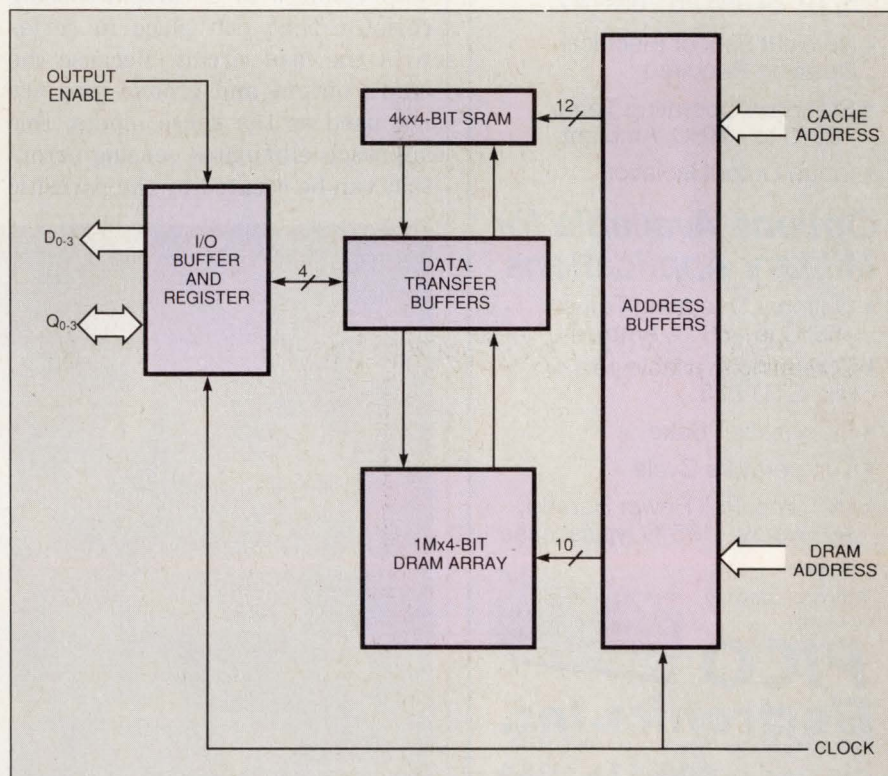 OUTPUT
ENABLE
4kx4-BIT SRAM
12
CACHE
ADDRESS
D0-3
Q0-3
I/O
BUFFER
AND
REGISTER
4
DATA-
TRANSFER
BUFFERS
ADDRESS
BUFFERS
1Mx4-BIT
DRAM ARRAY
10
DRAM
ADDRESS
CLOCK